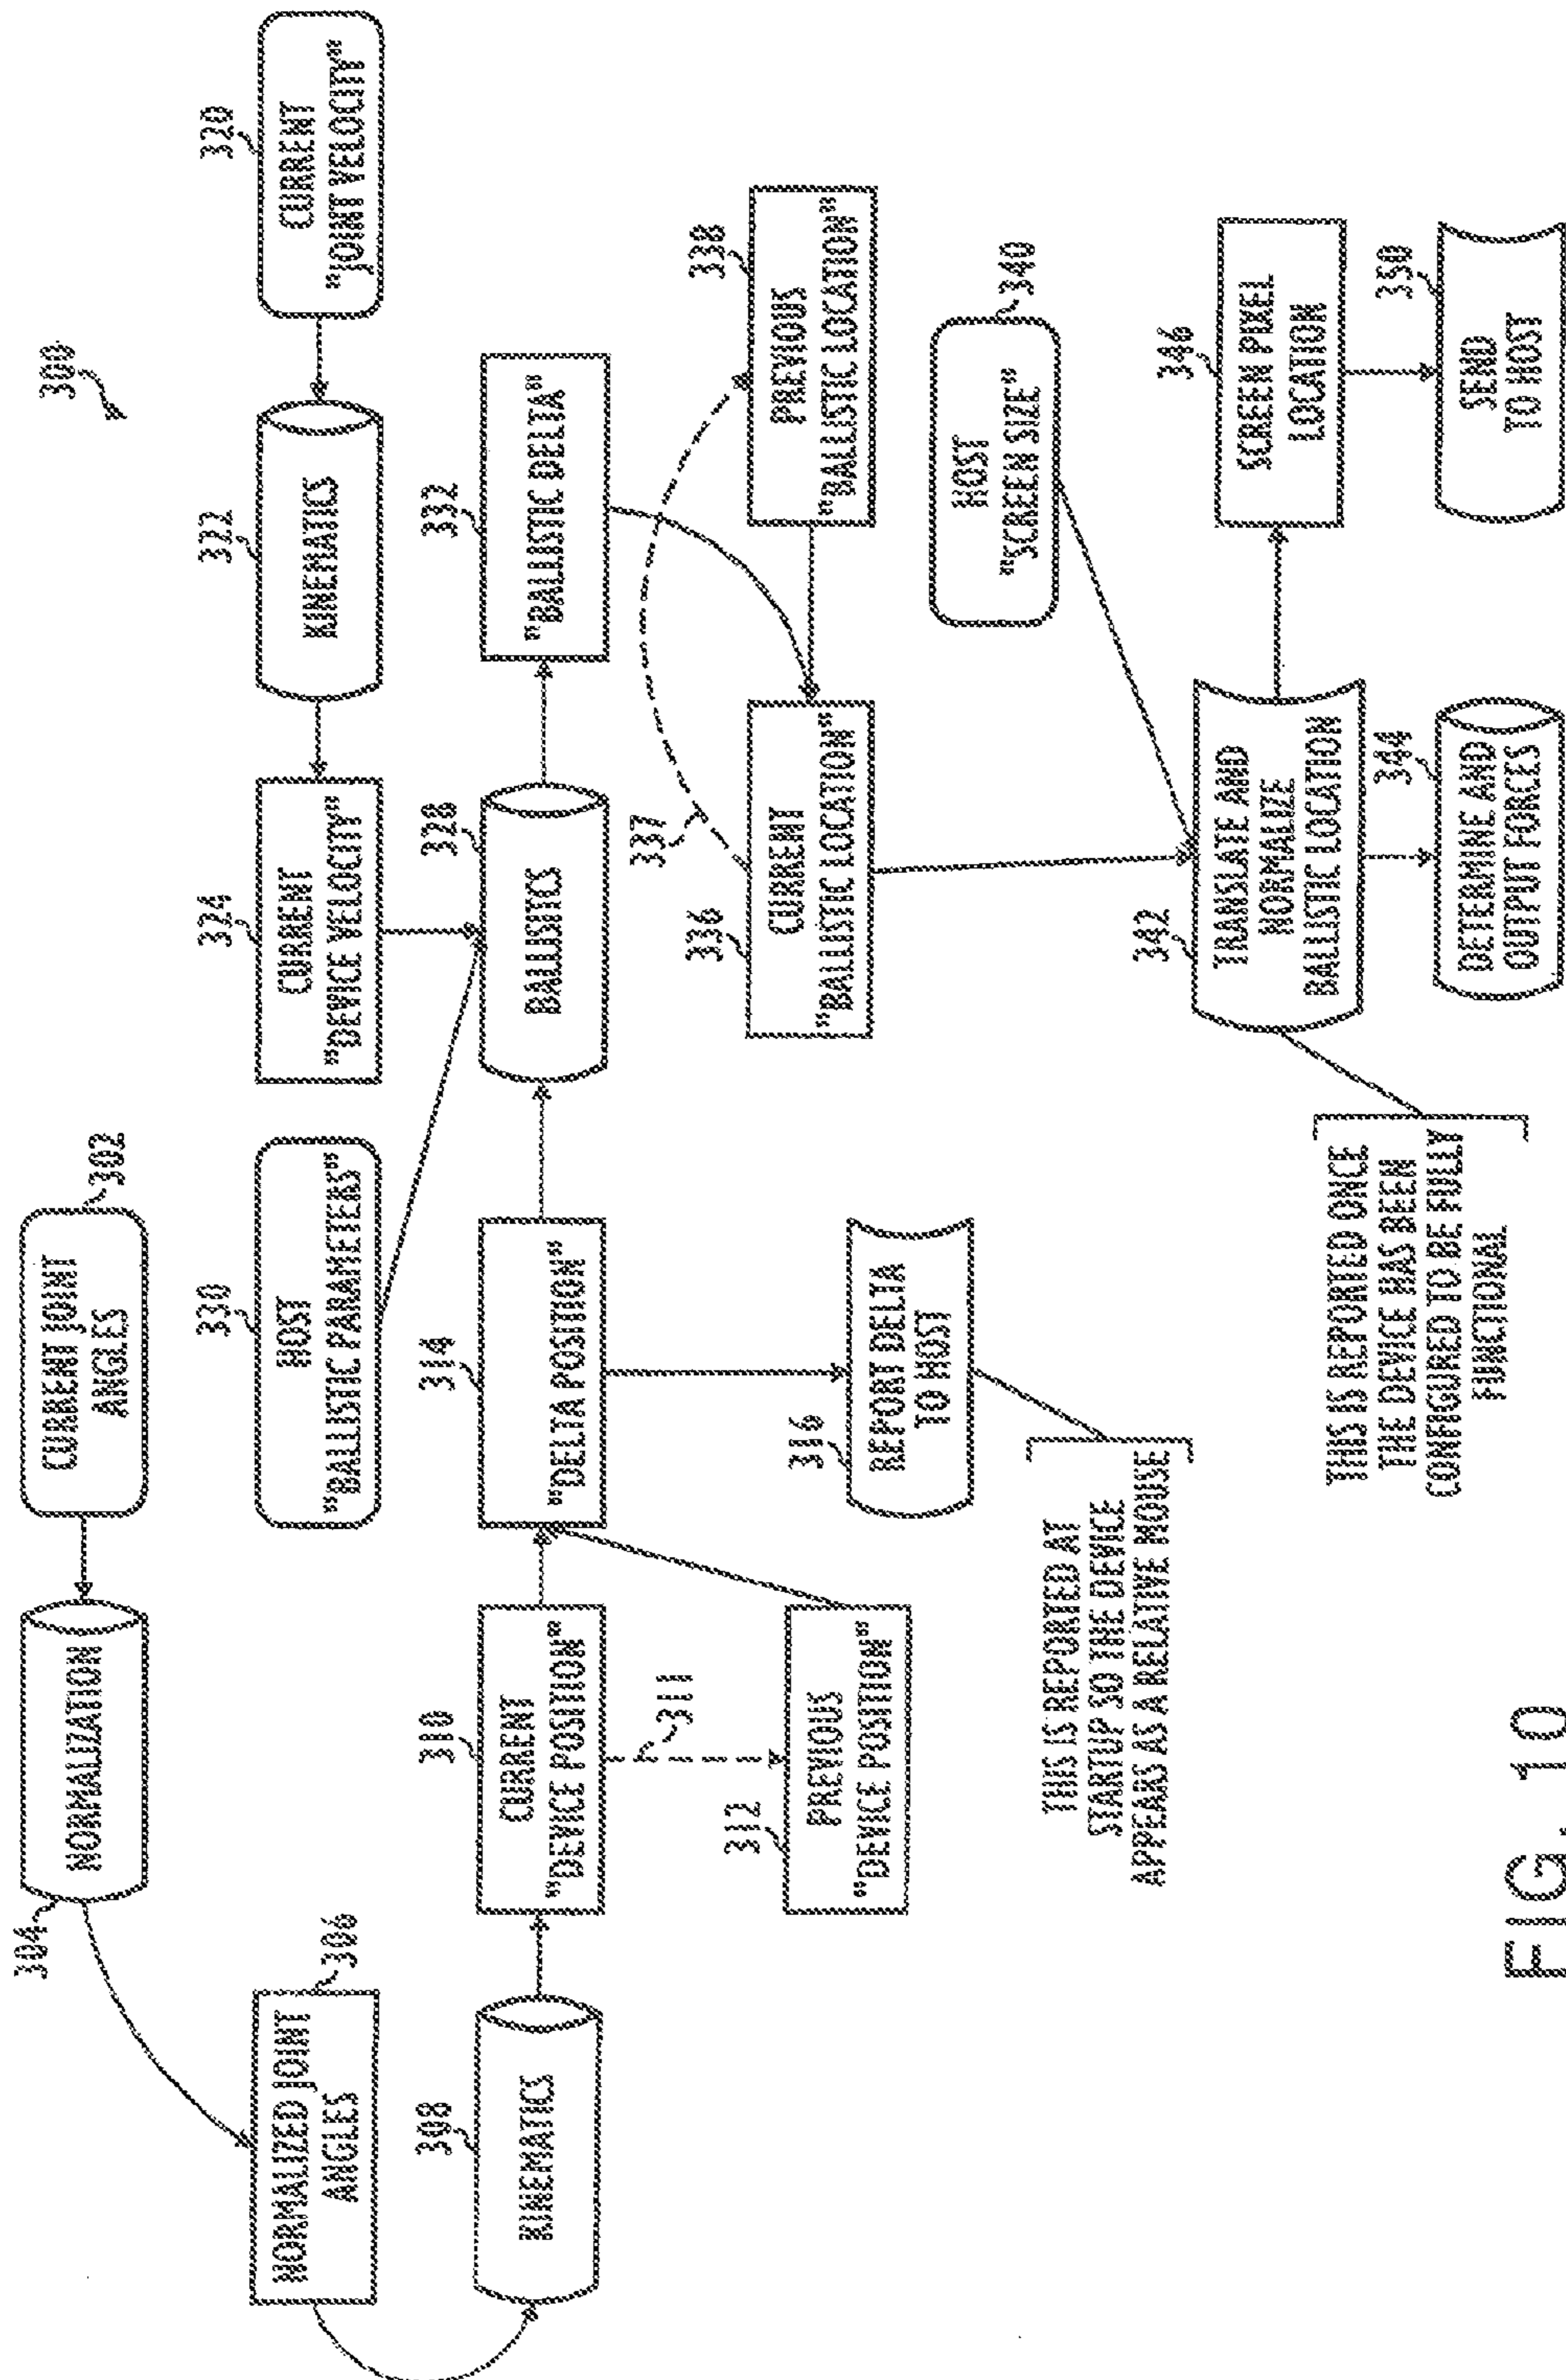 300
302
CURRENT JOINT
ANGLES
304
NORMALIZATION
306
NORMALIZED JOINT
ANGLES
308
KINEMATICS
310
CURRENT
"DEVICE POSITION"
311
312
PREVIOUS
"DEVICE POSITION"
314
"DELTA POSITION"
316
REPORT DELTA
TO HOST
THIS IS REPORTED AT
STARTUP SO THE DEVICE
APPEARS AS A RELATIVE MOUSE
320
CURRENT
"JOINT VELOCITY"
322
KINEMATICS
324
CURRENT
"DEVICE VELOCITY"
330
HOST
"BALLISTIC PARAMETERS"
328
BALLISITICS
332
"BALLISTIC DELTA"
336
CURRENT
"BALLISTIC LOCATION"
337
338
PREVIOUS
"BALLISTIC LOCATION"
340
HOST
"SCREEN SIZE"
342
TRANSLATE AND
NORMALIZE
BALLISTIC LOCATION
344
DETERMINE AND
OUTPUT FORCES
346
SCREEN PIXEL
LOCATION
350
SEND
TO HOST
THIS IS REPORTED ONCE
THE DEVICE HAS BEEN
CONFIGURED TO BE FULLY
FUNCTIONAL
FIG. 10